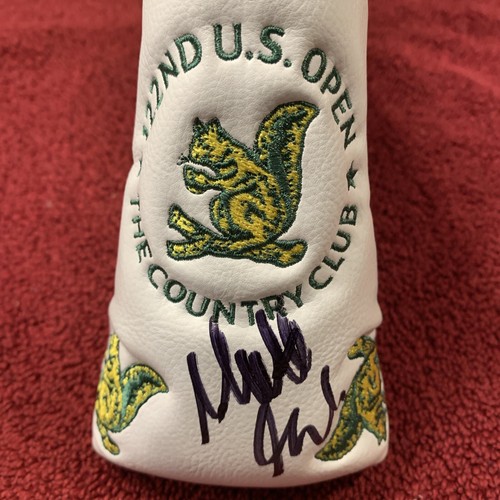 122ND U.S. OPEN
THE COUNTRY CLUB